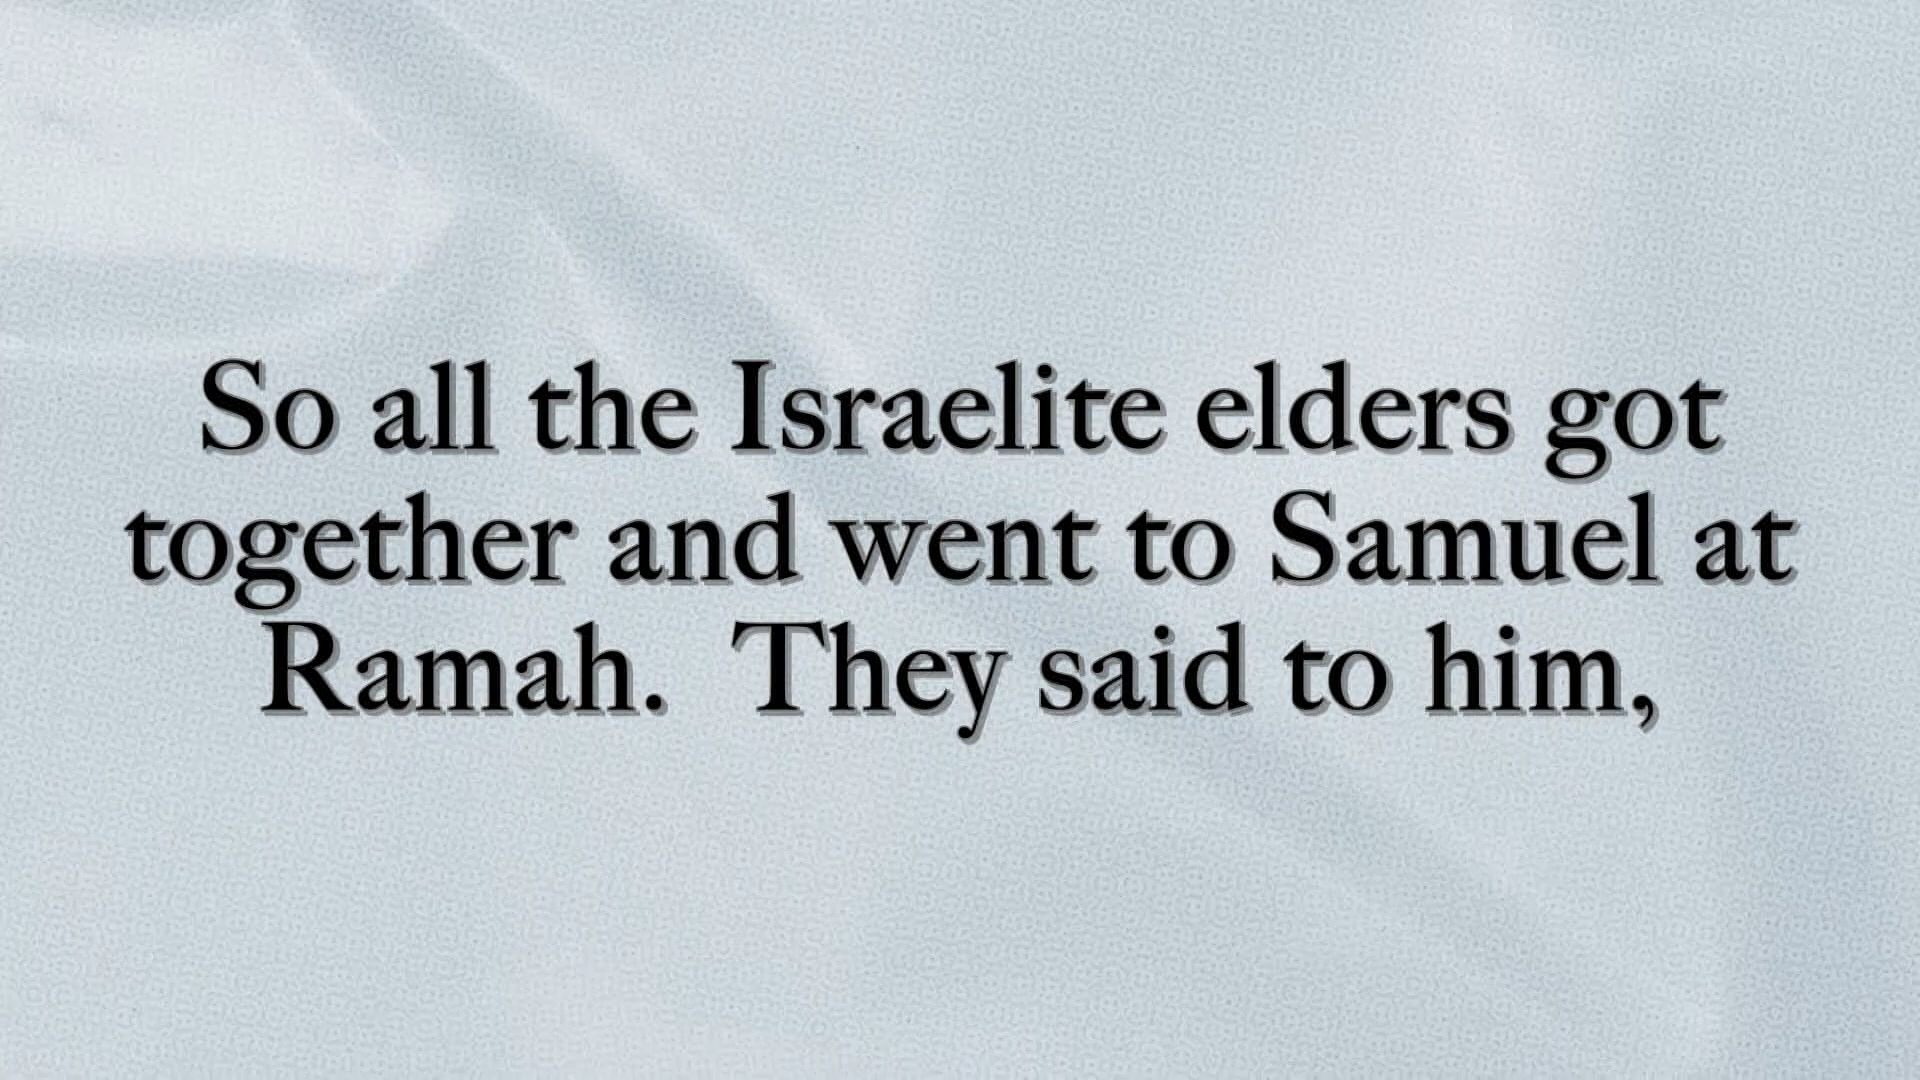 So all the Israelite elders got
together and went to Samuel at
Ramah.  They said to him,